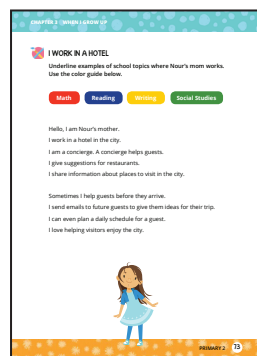 CHAPTER 3 | WHEN I GROW UP
I WORK IN A HOTEL
Underline examples of school topics where Nour's mom works.
Use the color guide below.
Math
Reading
Writing
Social Studies
Hello, I am Nour's mother.
I work in a hotel in the city.
I am a concierge. A concierge helps guests.
I give suggestions for restaurants.
I share information about places to visit in the city.
Sometimes I help guests before they arrive.
I send emails to future guests to give them ideas for their trip.
I can even plan a daily schedule for a guest.
I love helping visitors enjoy the city.
PRIMARY 2
73